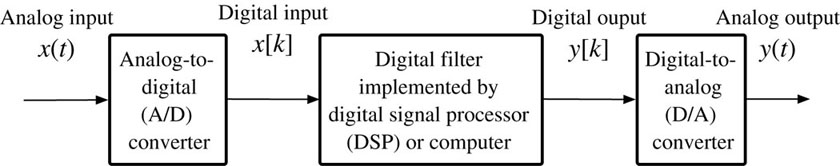 Analog input
x(t)
Analog-to-
digital
(A/D)
converter
Digital input
x[k]
Digital filter
implemented by
digital signal processor
(DSP) or computer
Digital ouput
y[k]
Digital-to-
analog
(D/A)
converter
Analog output
y(t)